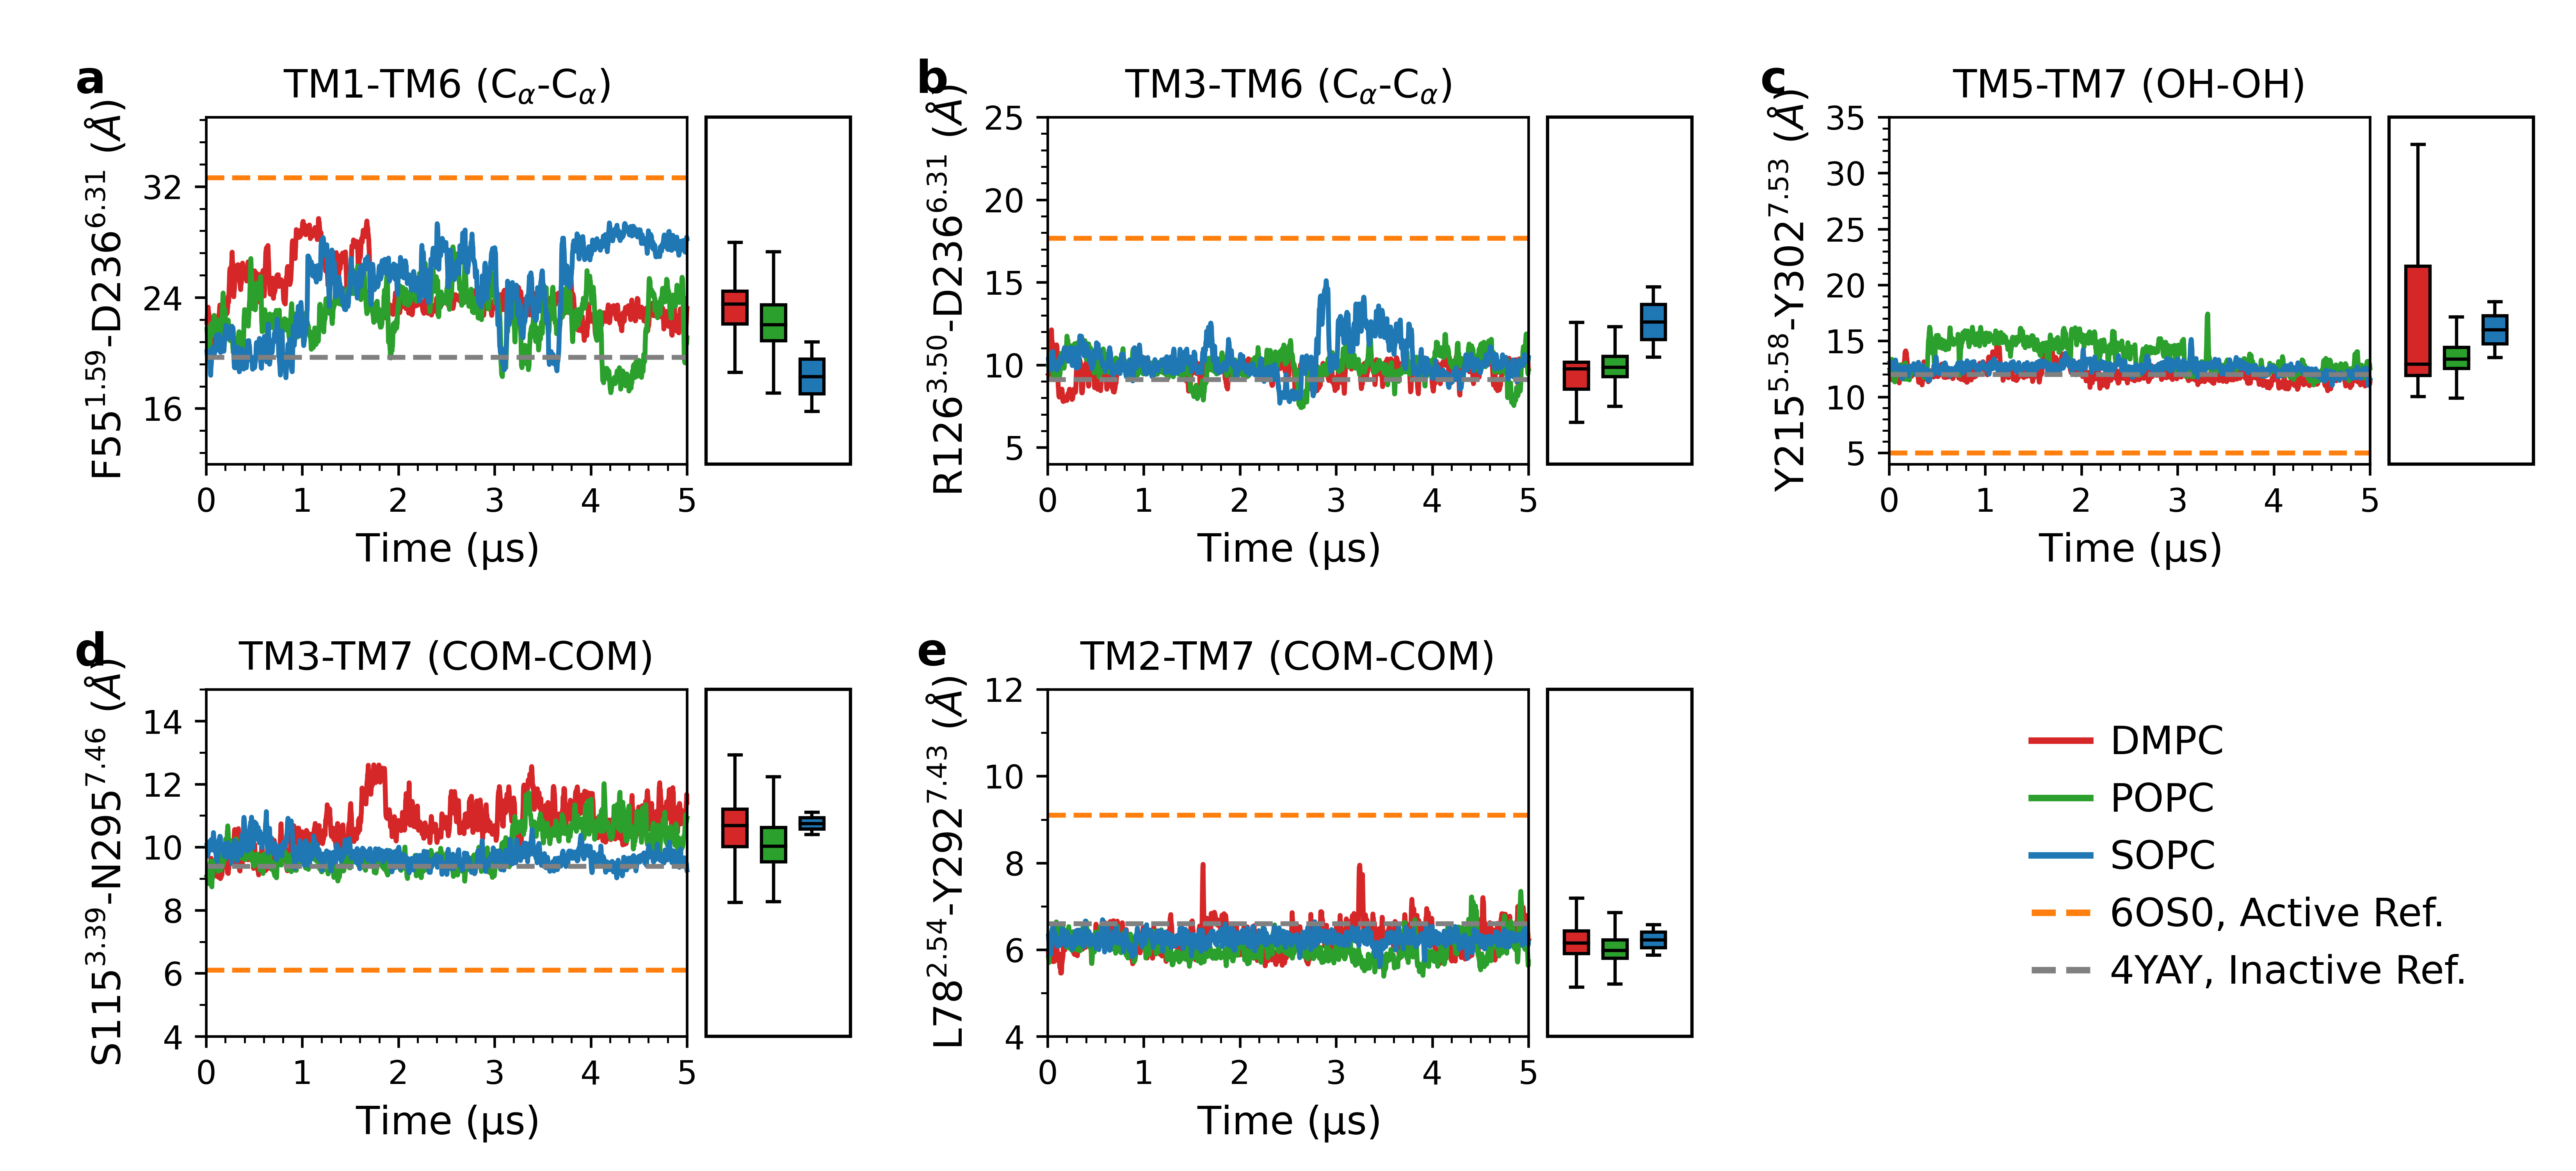 a
TM1-TM6 (Cα-Cα)
F55^1.59-D236^6.31 (Å)
32
24
16
0 1 2 3 4 5
Time (μs)
b
TM3-TM6 (Cα-Cα)
R126^3.50-D236^6.31 (Å)
25
20
15
10
5
0 1 2 3 4 5
Time (μs)
c
TM5-TM7 (OH-OH)
Y215^5.58-Y302^7.53 (Å)
35
30
25
20
15
10
5
0 1 2 3 4 5
Time (μs)
d
TM3-TM7 (COM-COM)
S115^3.39-N295^7.46 (Å)
14
12
10
8
6
4
0 1 2 3 4 5
Time (μs)
e
TM2-TM7 (COM-COM)
L78^2.54-Y292^7.43 (Å)
12
10
8
6
4
0 1 2 3 4 5
Time (μs)
DMPC
POPC
SOPC
6OS0, Active Ref.
4YAY, Inactive Ref.